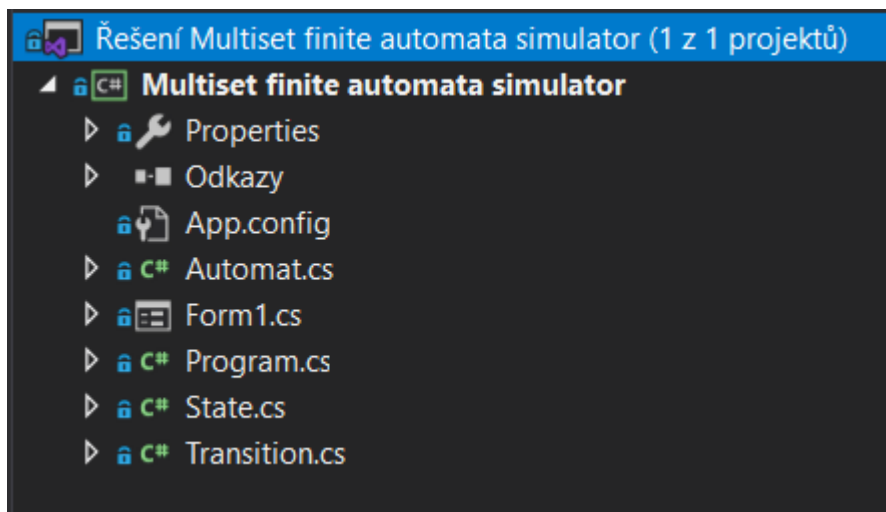 Řešení Multiset finite automata simulator (1 z 1 projektů)
C# Multiset finite automata simulator
Properties
Odkazy
App.config
C# Automat.cs
Form1.cs
C# Program.cs
C# State.cs
C# Transition.cs